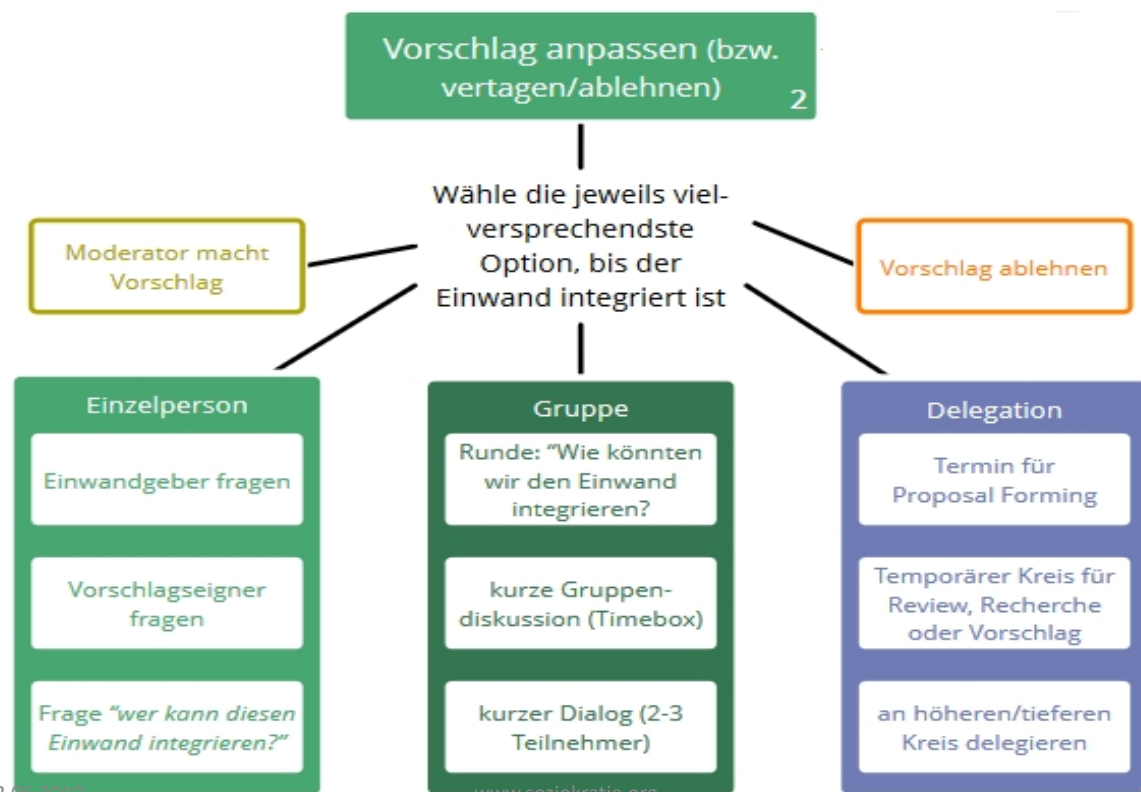 Vorschlag anpassen (bzw.
vertagen/ablehnen)
2
Wähle die jeweils viel-
versprechendste
Option, bis der
Einwand integriert ist
Moderator macht
Vorschlag
Vorschlag ablehnen
Einzelperson
Einwandgeber fragen
Vorschlagseigner
fragen
Frage “wer kann diesen
Einwand integrieren?”
Gruppe
Runde: “Wie könnten
wir den Einwand
integrieren?
kurze Gruppen-
diskussion (Timebox)
kurzer Dialog (2-3
Teilnehmer)
Delegation
Termin für
Proposal Forming
Temporärer Kreis für
Review, Recherche
oder Vorschlag
an höheren/tieferen
Kreis delegieren
www.soziokratie.org